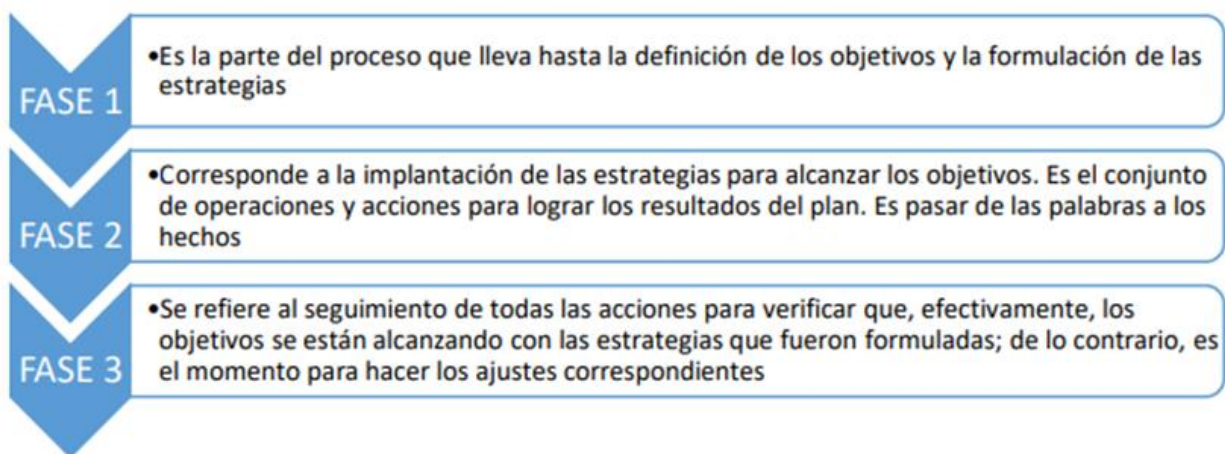 FASE 1
•Es la parte del proceso que lleva hasta la definición de los objetivos y la formulación de las
estrategias
FASE 2
•Corresponde a la implantación de las estrategias para alcanzar los objetivos. Es el conjunto
de operaciones y acciones para lograr los resultados del plan. Es pasar de las palabras a los
hechos
FASE 3
•Se refiere al seguimiento de todas las acciones para verificar que, efectivamente, los
objetivos se están alcanzando con las estrategias que fueron formuladas; de lo contrario, es
el momento para hacer los ajustes correspondientes